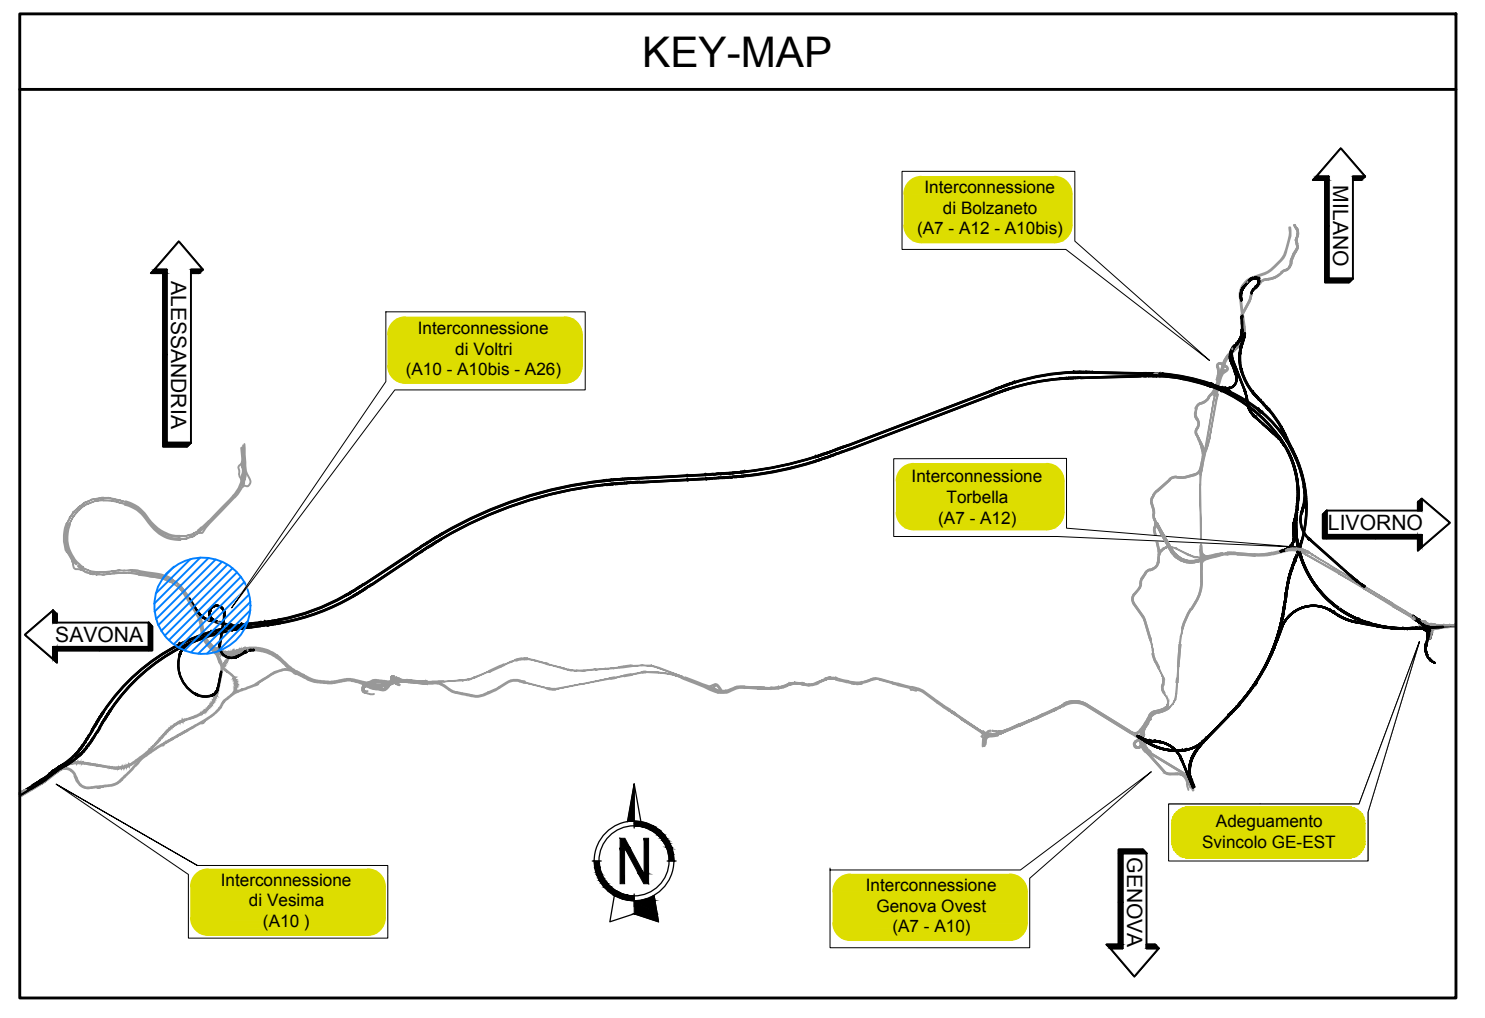 KEY-MAP
Interconnessione
di Bolzaneto
(A7 - A12 - A10bis)
MILANO
ALESSANDRIA
Interconnessione
di Voltri
(A10 - A10bis - A26)
Interconnessione
Torbella
(A7 - A12)
LIVORNO
SAVONA
Adeguamento
Svincolo GE-EST
N
Interconnessione
di Vesima
(A10 )
Interconnessione
Genova Ovest
(A7 - A10)
GENOVA